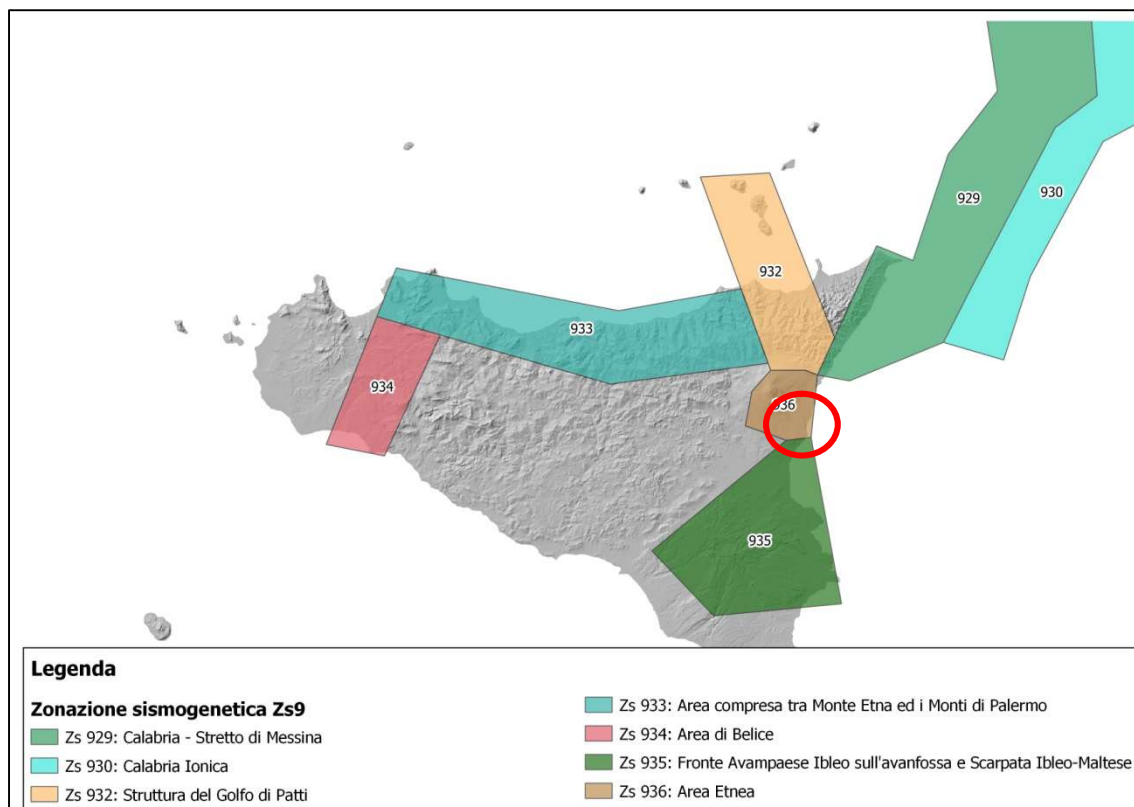 929
930
932
933
934
936
935
Legenda
Zonazione sismogenetica Zs9
Zs 929: Calabria - Stretto di Messina
Zs 930: Calabria Ionica
Zs 932: Struttura del Golfo di Patti
Zs 933: Area compresa tra Monte Etna ed i Monti di Palermo
Zs 934: Area di Belice
Zs 935: Fronte Avampaese Ibleo sull'avanfossa e Scarpata Ibleo-Maltese
Zs 936: Area Etnea